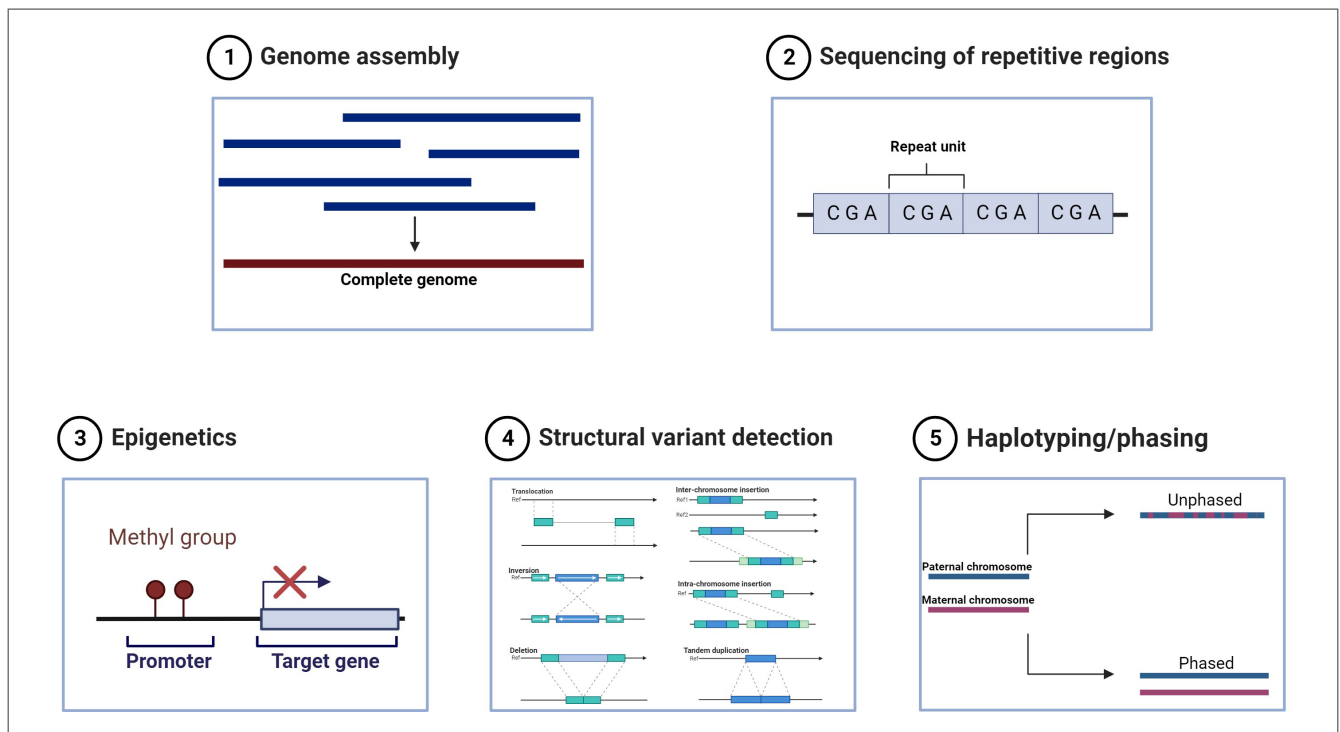 1 Genome assembly
Complete genome
2 Sequencing of repetitive regions
Repeat unit
C G A C G A C G A C G A
3 Epigenetics
Methyl group
Promoter
Target gene
4 Structural variant detection
Translocation
Ref
Inversion
Ref
Deletion
Ref
Inter-chromosome insertion
Ref1
Ref2
Intra-chromosome insertion
Ref
Tandem duplication
Ref
5 Haplotyping/phasing
Unphased
Paternal chromosome
Maternal chromosome
Phased